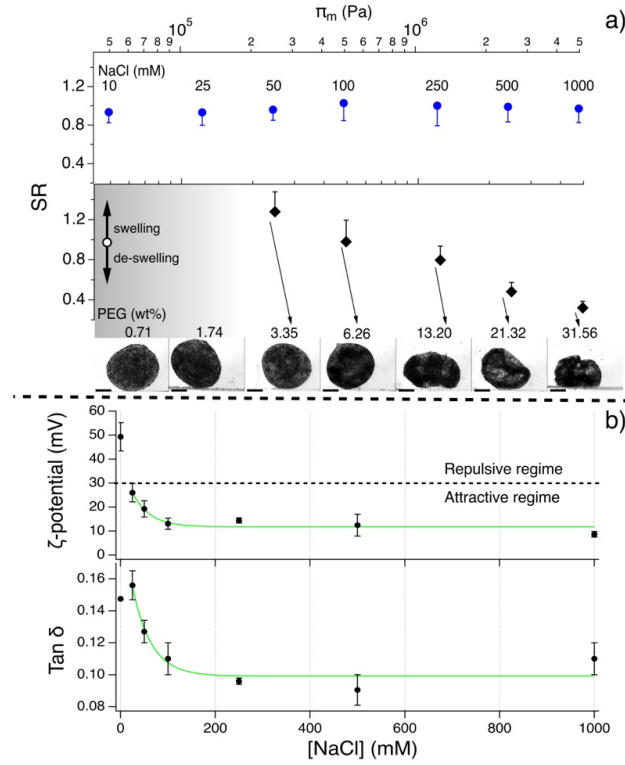 π_m (Pa)
a)
10^5 10^6
5 6 7 8 9 2 3 4 5 6 7 8 9 2 3 4 5
NaCl (mM)
10 25 50 100 250 500 1000
1.2
0.8
0.4
SR
1.2
0.8
0.4
swelling
de-swelling
PEG (wt%)
0.71 1.74 3.35 6.26 13.20 21.32 31.56
b)
ζ-potential (mV)
60
50
40
30
20
10
0
Repulsive regime
Attractive regime
Tan δ
0.16
0.14
0.12
0.10
0.08
0 200 400 600 800 1000
[NaCl] (mM)